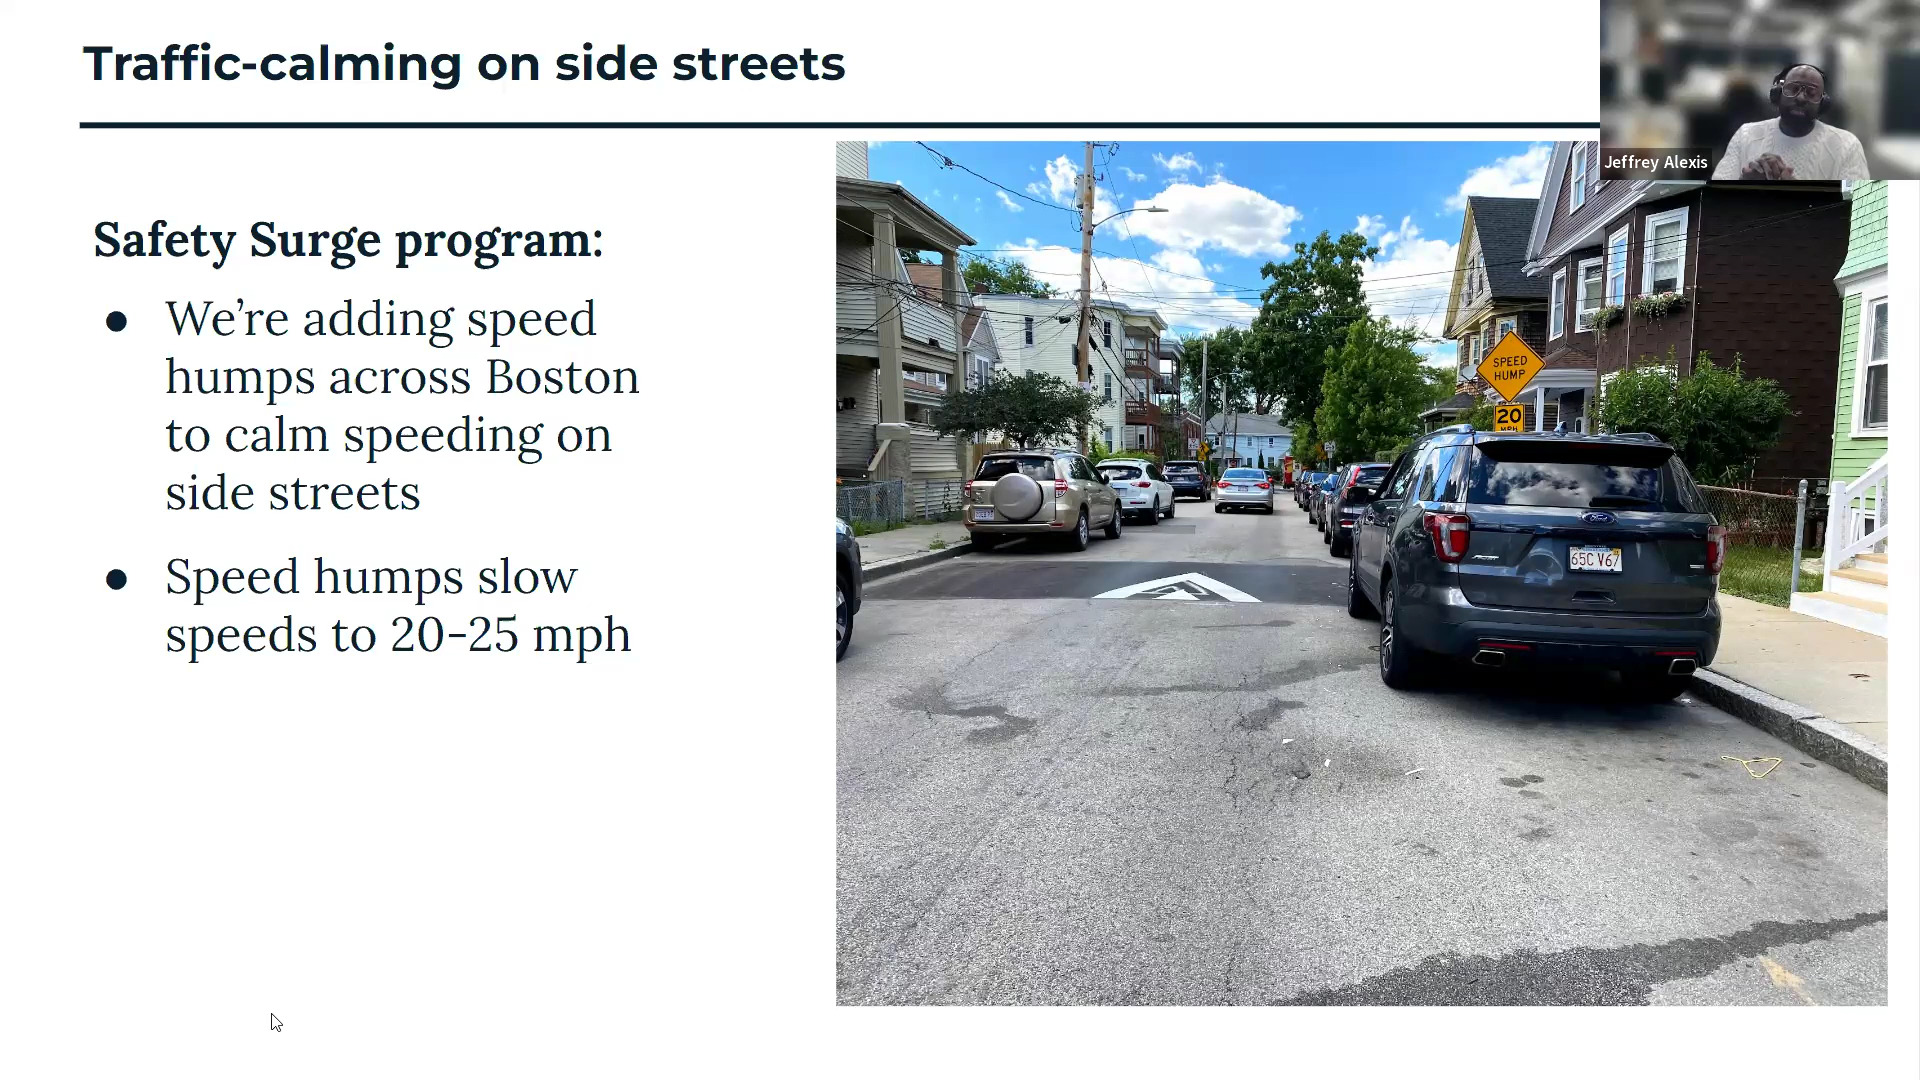 Traffic-calming on side streets
Jeffrey Alexis
Safety Surge program:
● We’re adding speed
humps across Boston
to calm speeding on
side streets
● Speed humps slow
speeds to 20-25 mph
SPEED
HUMP
20
MPH
Ford
65C V67